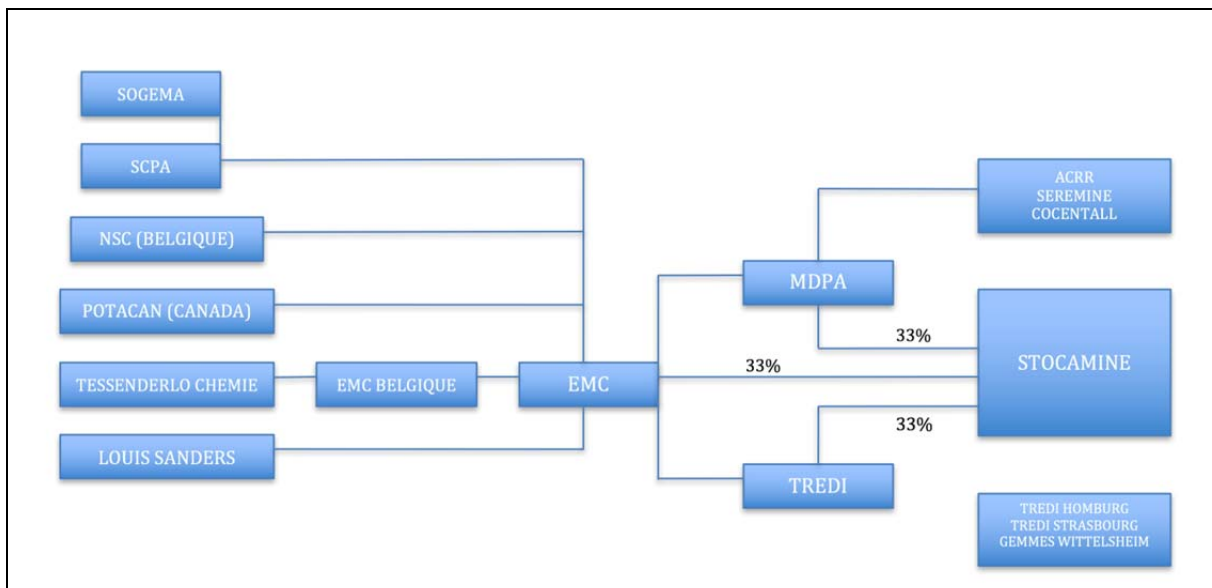 SOGEMA
SCPA
NSC (BELGIQUE)
POTACAN (CANADA)
TESSENDERLO CHEMIE
EMC BELGIQUE
EMC
LOUIS SANDERS
MDPA
TREDI
33%
33%
33%
ACRR
SEREMINE
COCENTALL
STOCAMINE
TREDI HOMBURG
TREDI STRASBOURG
GEMMES WITTELSHEIM